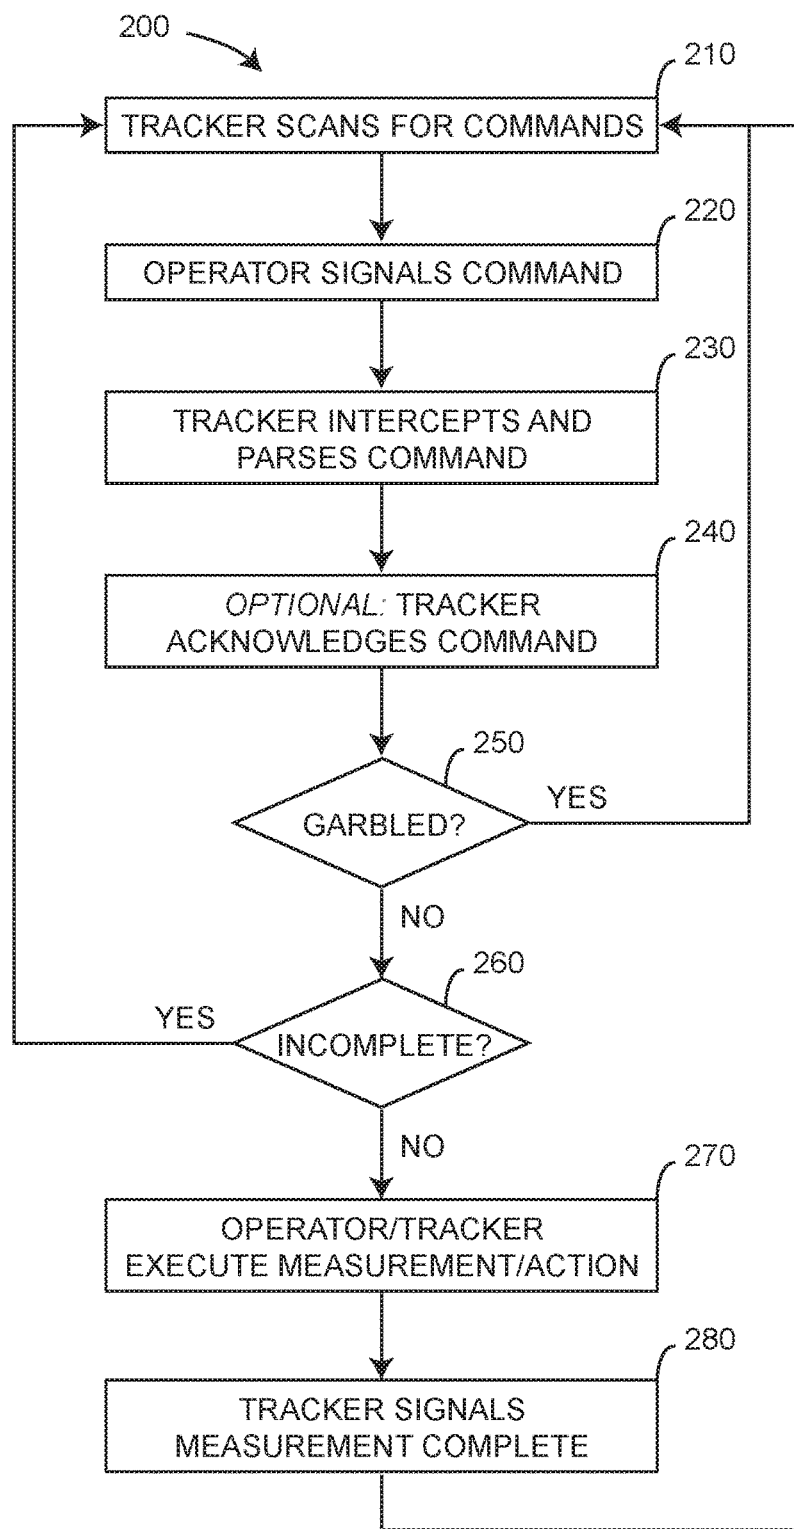 200
210
TRACKER SCANS FOR COMMANDS
220
OPERATOR SIGNALS COMMAND
230
TRACKER INTERCEPTS AND
PARSES COMMAND
240
OPTIONAL: TRACKER
ACKNOWLEDGES COMMAND
250
GARBLED?
YES
NO
260
YES
INCOMPLETE?
NO
270
OPERATOR/TRACKER
EXECUTE MEASUREMENT/ACTION
280
TRACKER SIGNALS
MEASUREMENT COMPLETE